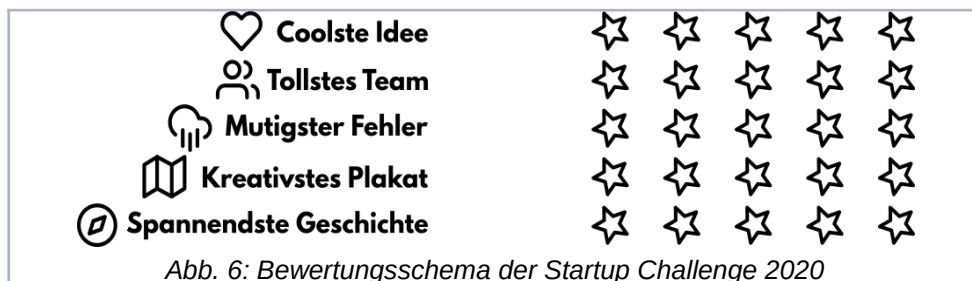 Coolste Idee
Tollstes Team
Mutigster Fehler
Kreativstes Plakat
Spannendste Geschichte
Abb. 6: Bewertungsschema der Startup Challenge 2020